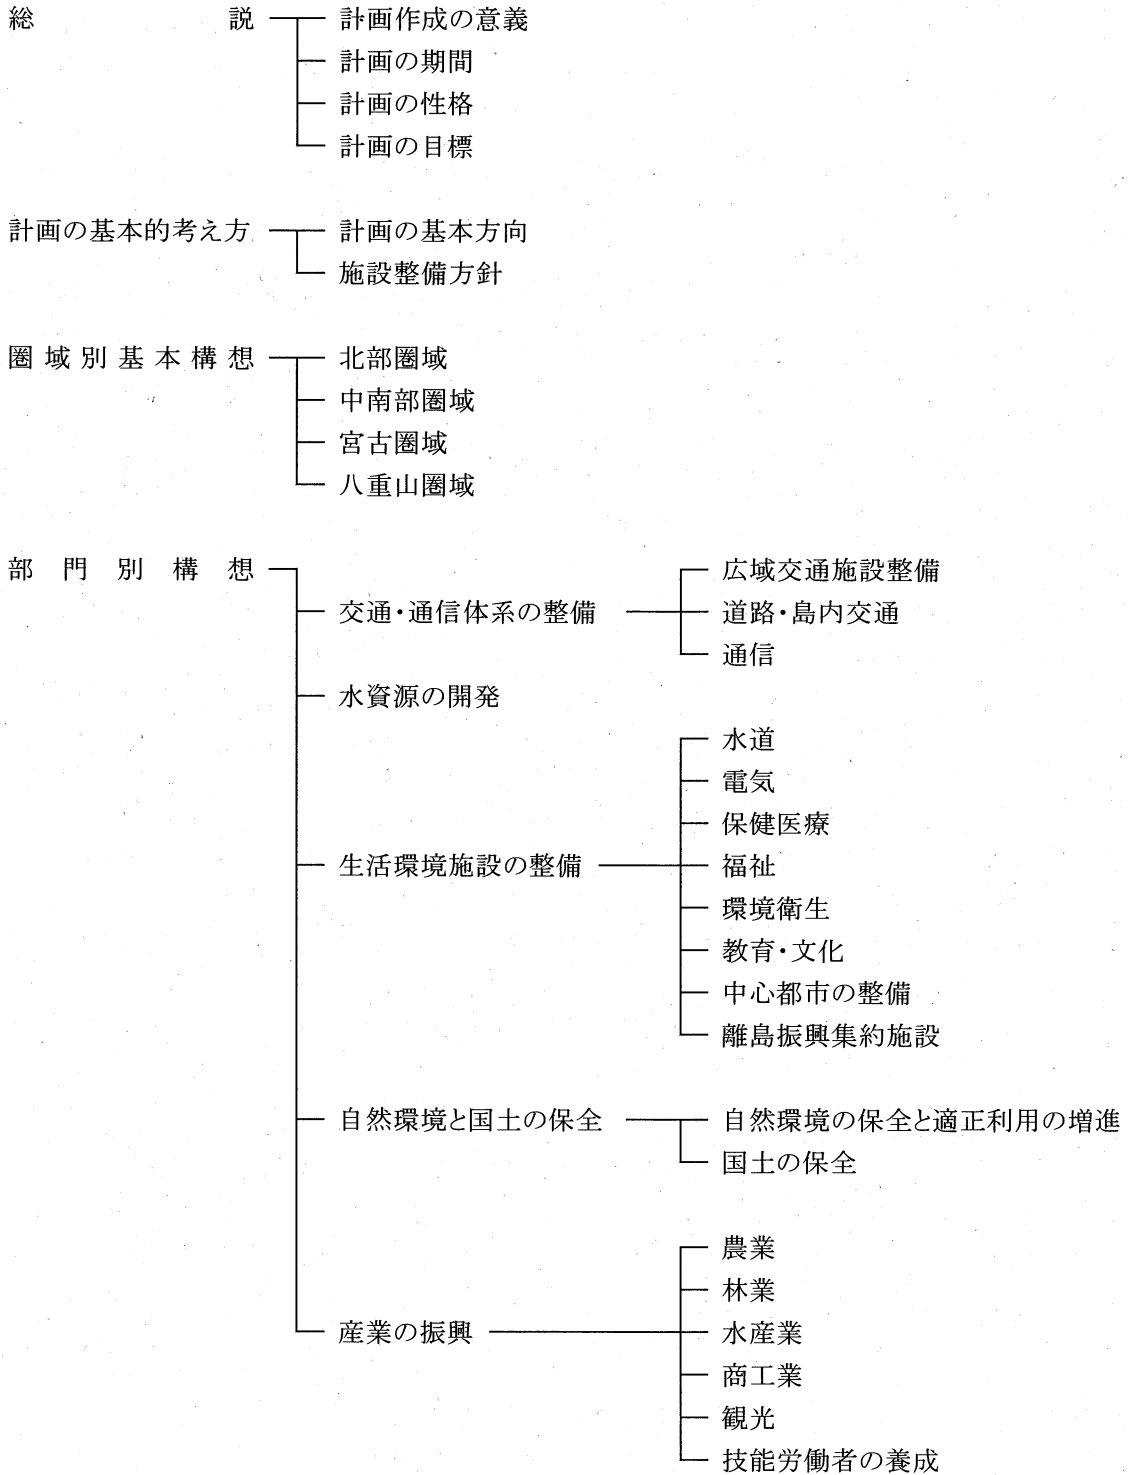 総説
計画作成の意義
計画の期間
計画の性格
計画の目標
計画の基本的考え方
計画の基本方向
施設整備方針
圏域別基本構想
北部圏域
中南部圏域
宮古圏域
八重山圏域
部門別構想
交通・通信体系の整備
広域交通施設整備
道路・島内交通
通信
水資源の開発
生活環境施設の整備
水道
電気
保健医療
福祉
環境衛生
教育・文化
中心都市の整備
離島振興集約施設
自然環境と国土の保全
自然環境の保全と適正利用の増進
国土の保全
産業の振興
農業
林業
水産業
商工業
観光
技能労働者の養成